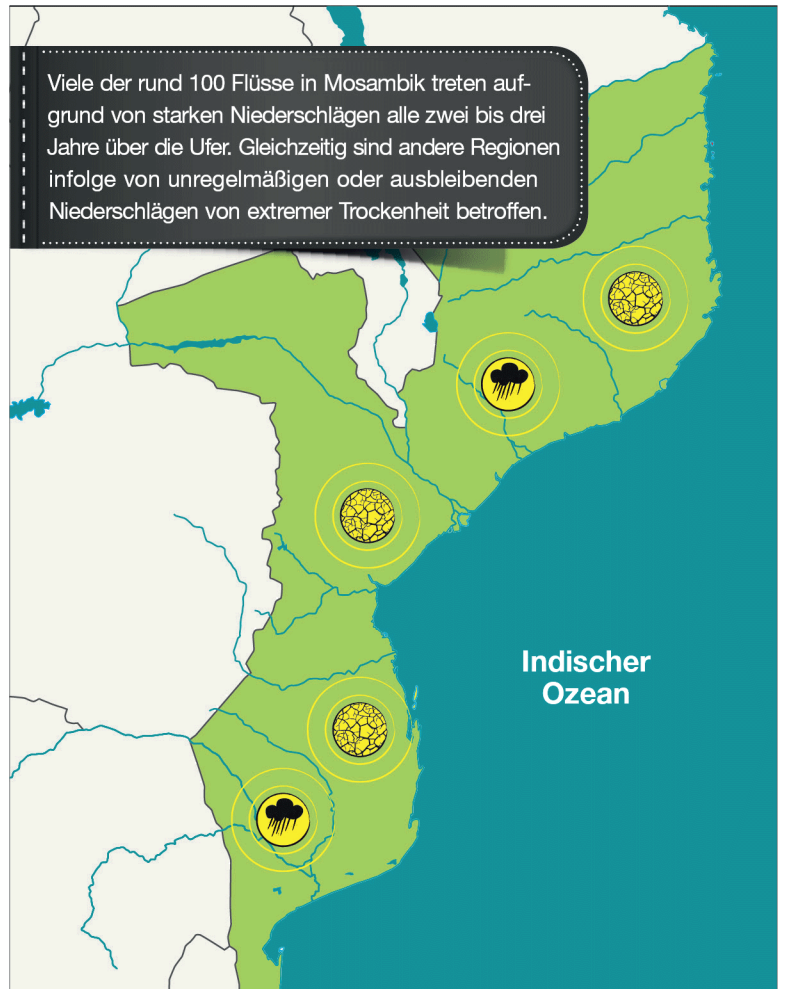 Viele der rund 100 Flüsse in Mosambik treten auf-
grund von starken Niederschlägen alle zwei bis drei
Jahre über die Ufer. Gleichzeitig sind andere Regionen
infolge von unregelmäßigen oder ausbleibenden
Niederschlägen von extremer Trockenheit betroffen.
Indischer
Ozean